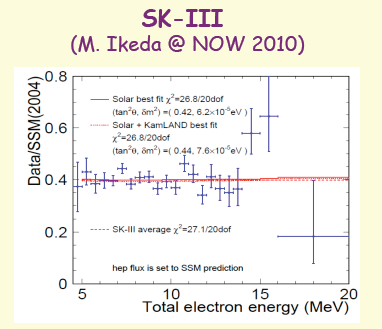 SK-III
(M. Ikeda @ NOW 2010)
Data/SSM(2004)
0.8
0.6
0.4
0.2
0
Solar best fit χ²=26.8/20dof
(tan²θ, δm²) =( 0.42, 6.2×10⁻⁵eV )
Solar + KamLAND best fit
χ²=26.8/20dof
(tan²θ, δm²) =( 0.44, 7.6×10⁻⁵eV )
SK-III average χ²=27.1/20dof
hep flux is set to SSM prediction
5 10 15 20
Total electron energy (MeV)